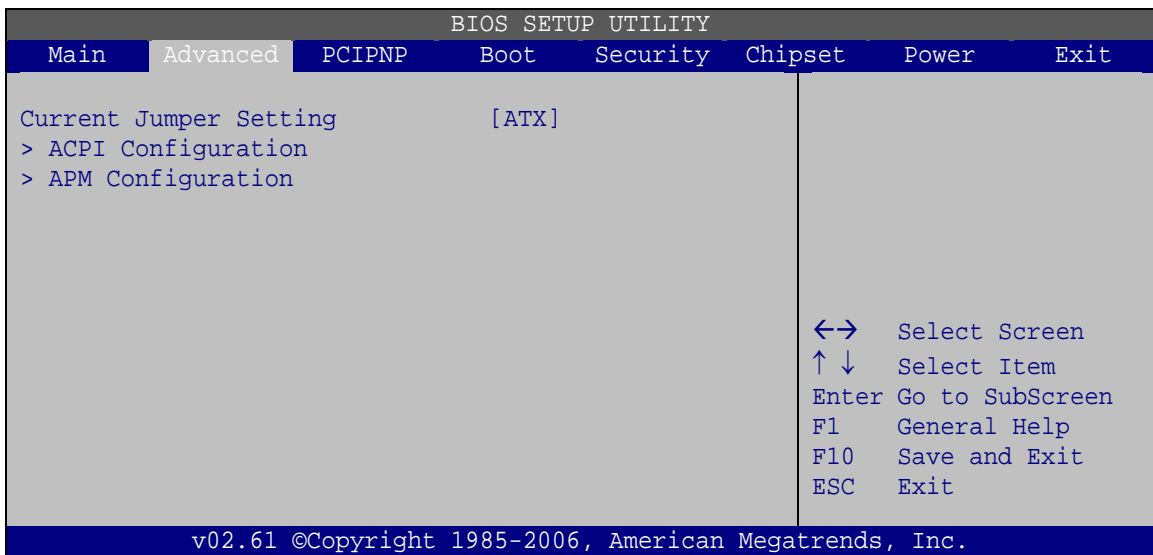 BIOS SETUP UTILITY
Main Advanced PCIPNP Boot Security Chipset Power Exit
Current Jumper Setting [ATX]
> ACPI Configuration
> APM Configuration
←→ Select Screen
↑ ↓ Select Item
Enter Go to SubScreen
F1 General Help
F10 Save and Exit
ESC Exit
v02.61 ©Copyright 1985-2006, American Megatrends, Inc.